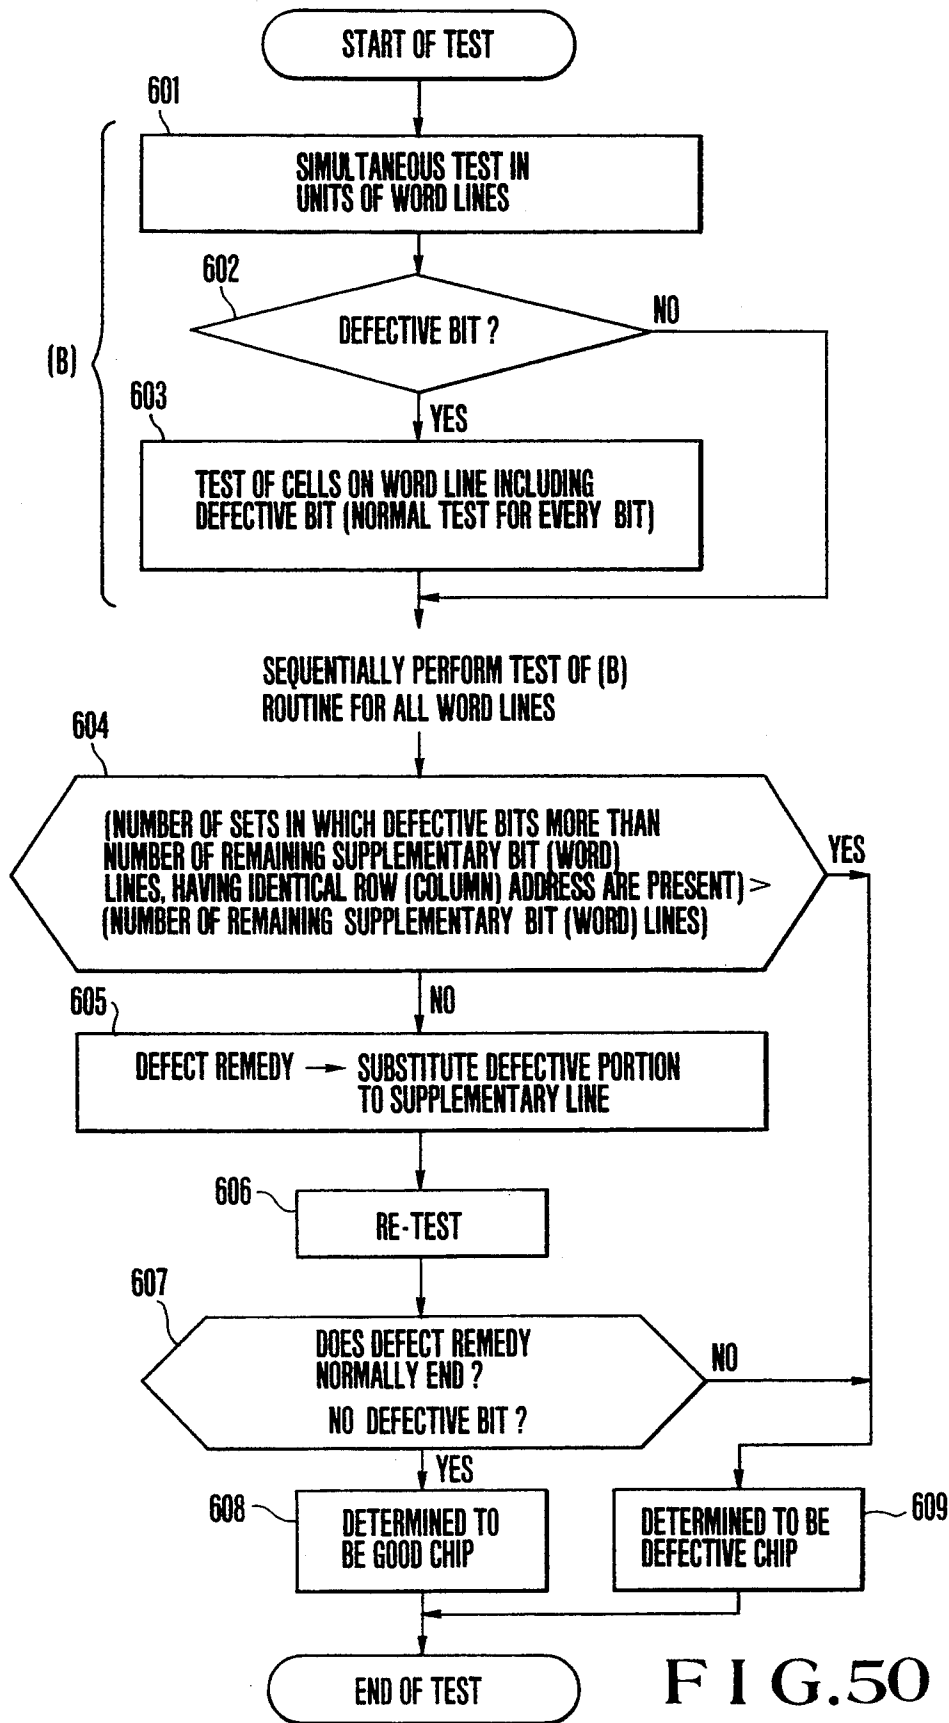 START OF TEST
601
SIMULTANEOUS TEST IN
UNITS OF WORD LINES
602
DEFECTIVE BIT ?
NO
(B)
603
YES
TEST OF CELLS ON WORD LINE INCLUDING
DEFECTIVE BIT (NORMAL TEST FOR EVERY BIT)
SEQUENTIALLY PERFORM TEST OF (B)
ROUTINE FOR ALL WORD LINES
604
(NUMBER OF SETS IN WHICH DEFECTIVE BITS MORE THAN
NUMBER OF REMAINING SUPPLEMENTARY BIT (WORD)
LINES, HAVING IDENTICAL ROW (COLUMN) ADDRESS ARE PRESENT) >
(NUMBER OF REMAINING SUPPLEMENTARY BIT (WORD) LINES)
YES
605
NO
DEFECT REMEDY → SUBSTITUTE DEFECTIVE PORTION
TO SUPPLEMENTARY LINE
606
RE-TEST
607
DOES DEFECT REMEDY
NORMALLY END ?
NO DEFECTIVE BIT ?
NO
YES
608
DETERMINED TO
BE GOOD CHIP
609
DETERMINED TO BE
DEFECTIVE CHIP
END OF TEST
FIG.50